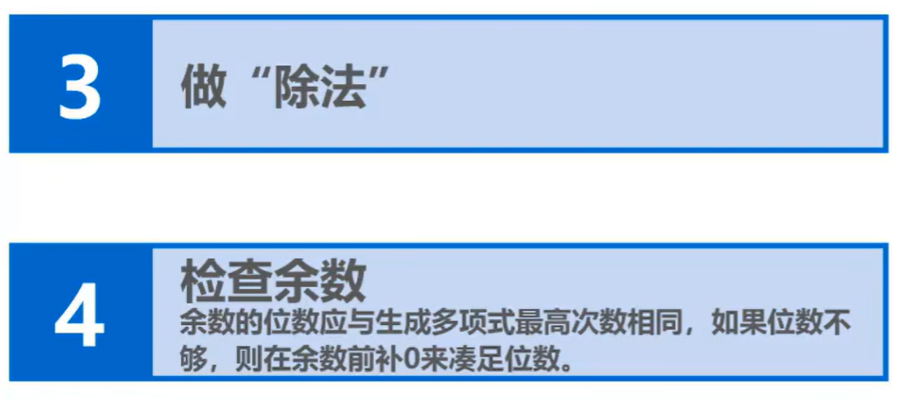 3
做“除法”
4
检查余数
余数的位数应与生成多项式最高次数相同，如果位数不
够，则在余数前补0来凑足位数。